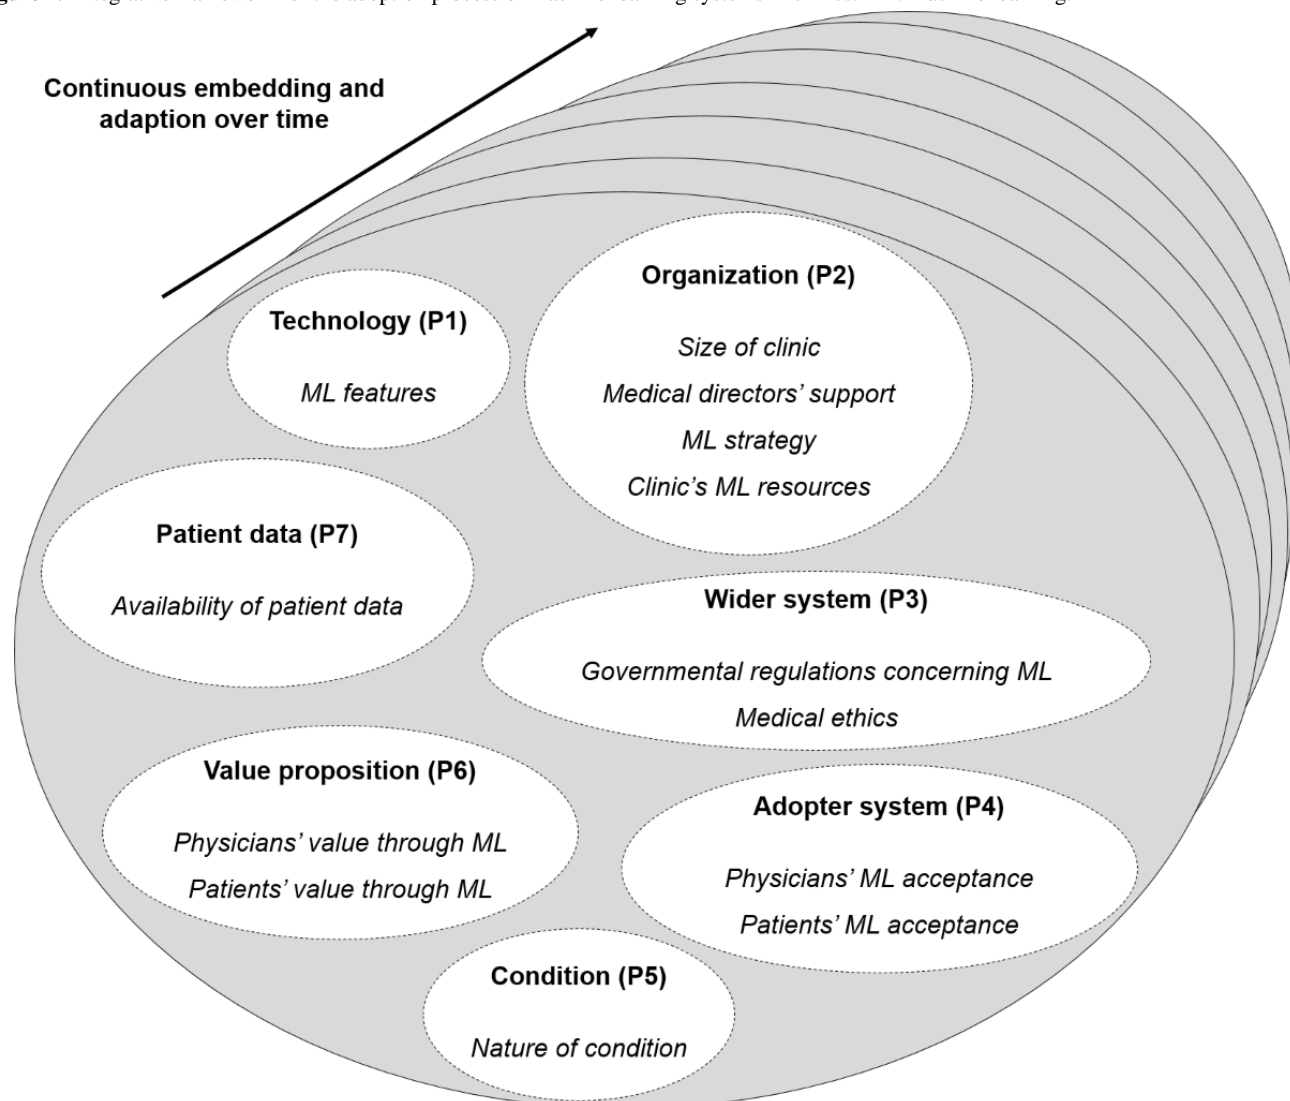 Continuous embedding and
adaption over time
Organization (P2)
Size of clinic
Medical directors’ support
ML strategy
Clinic’s ML resources
Technology (P1)
ML features
Patient data (P7)
Availability of patient data
Wider system (P3)
Governmental regulations concerning ML
Medical ethics
Value proposition (P6)
Physicians’ value through ML
Patients’ value through ML
Adopter system (P4)
Physicians’ ML acceptance
Patients’ ML acceptance
Condition (P5)
Nature of condition